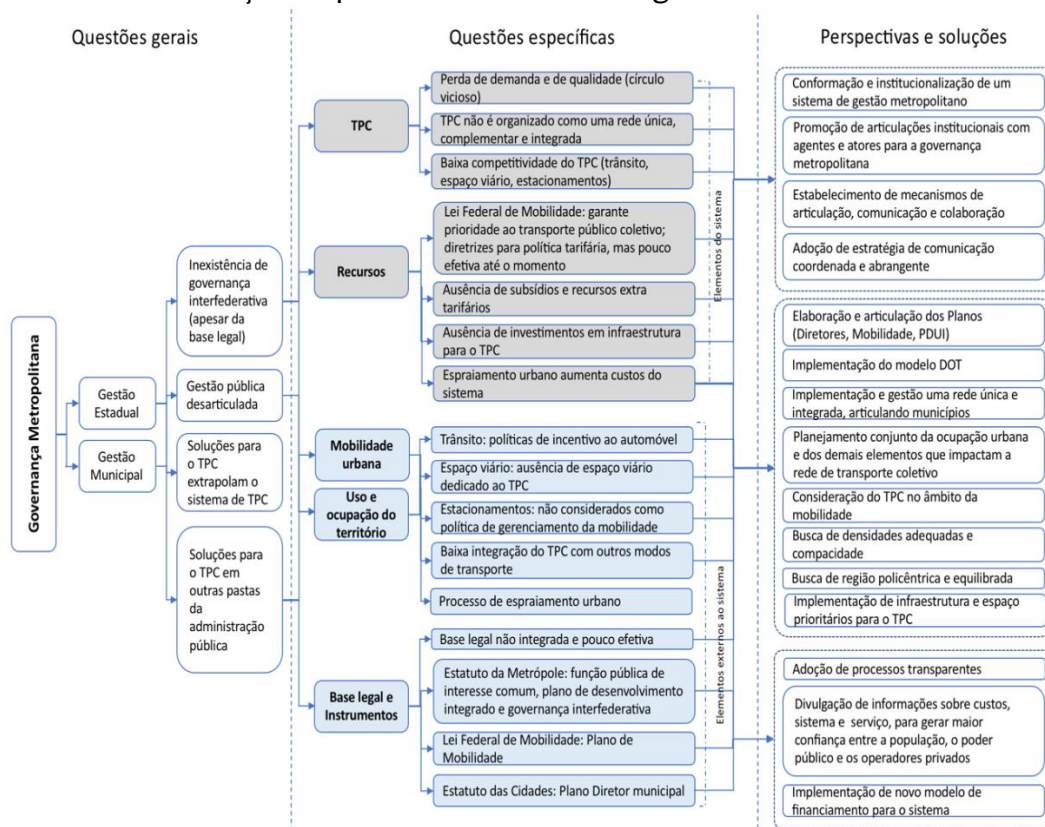 Questões gerais
Questões específicas
Perspectivas e soluções
Governança Metropolitana
Gestão
Estadual
Gestão
Municipal
Inexistência de
governança
interfederativa
(apesar da
base legal)
Gestão pública
desarticulada
Soluções para
o TPC
extrapolam o
sistema de TPC
Soluções para
o TPC em
outras pastas
da
administração
pública
TPC
Recursos
Mobilidade
urbana
Uso e
ocupação do
território
Base legal e
Instrumentos
Perda de demanda e de qualidade (círculo
vicioso)
TPC não é organizado como uma rede única,
complementar e integrada
Baixa competitividade do TPC (trânsito,
espaço viário, estacionamentos)
Lei Federal de Mobilidade: garante
prioridade ao transporte público coletivo;
diretrizes para política tarifária, mas pouco
efetiva até o momento
Ausência de subsídios e recursos extra
tarifários
Ausência de investimentos em infraestrutura
para o TPC
Espraiamento urbano aumenta custos do
sistema
Trânsito: políticas de incentivo ao automóvel
Espaço viário: ausência de espaço viário
dedicado ao TPC
Estacionamentos: não considerados como
política de gerenciamento da mobilidade
Baixa integração do TPC com outros modos
de transporte
Processo de espraiamento urbano
Base legal não integrada e pouco efetiva
Estatuto da Metrópole: função pública de
interesse comum, plano de desenvolvimento
integrado e governança interfederativa
Lei Federal de Mobilidade: Plano de
Mobilidade
Estatuto das Cidades: Plano Diretor municipal
Elementos do sistema
Elementos externos ao sistema
Conformação e institucionalização de um
sistema de gestão metropolitano
Promoção de articulações institucionais com
agentes e atores para a governança
metropolitana
Estabelecimento de mecanismos de
articulação, comunicação e colaboração
Adoção de estratégia de comunicação
coordenada e abrangente
Elaboração e articulação dos Planos
(Diretores, Mobilidade, PDUI)
Implementação do modelo DOT
Implementação e gestão uma rede única e
integrada, articulando municípios
Planejamento conjunto da ocupação urbana
e dos demais elementos que impactam a
rede de transporte coletivo
Consideração do TPC no âmbito da
mobilidade
Busca de densidades adequadas e
compacidade
Busca de região policêntrica e equilibrada
Implementação de infraestrutura e espaço
prioritários para o TPC
Adoção de processos transparentes
Divulgação de informações sobre custos,
sistema e serviço, para gerar maior
confiança entre a população, o poder
público e os operadores privados
Implementação de novo modelo de
financiamento para o sistema